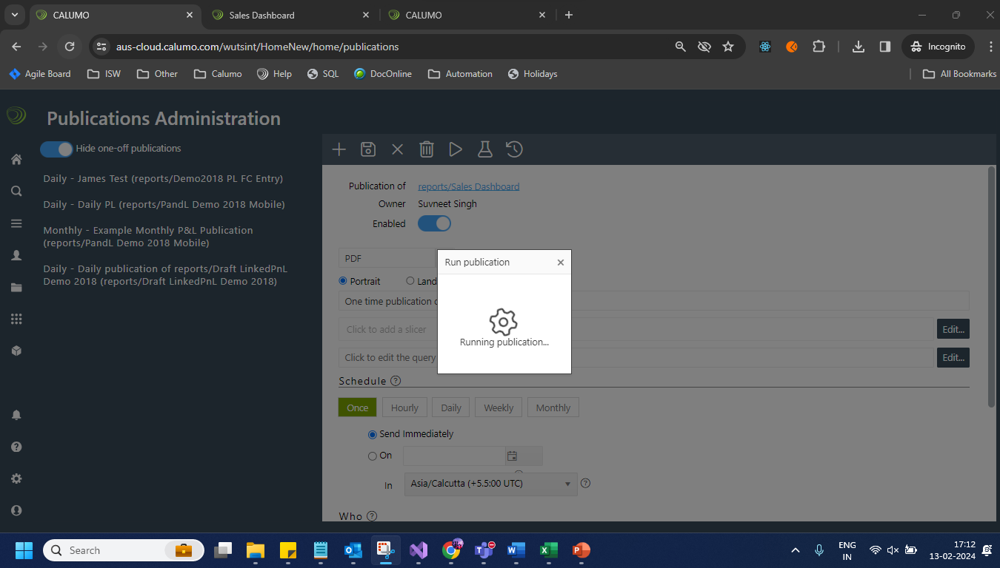 CALUMO
Sales Dashboard
CALUMO
aus-cloud.calumo.com/wutsint/HomeNew/home/publications
Incognito
Agile Board
ISW
Other
Calumo
Help
SQL
DocOnline
Automation
Holidays
All Bookmarks
Publications Administration
Hide one-off publications
Daily - James Test (reports/Demo2018 PL FC Entry)
Daily - Daily PL (reports/PandL Demo 2018 Mobile)
Monthly - Example Monthly P&L Publication
(reports/PandL Demo 2018 Mobile)
Daily - Daily publication of reports/Draft LinkedPnL
Demo 2018 (reports/Draft LinkedPnL Demo 2018)
Publication of
reports/Sales Dashboard
Owner
Suvneet Singh
Enabled
PDF
Portrait
Land
One time publication
Click to add a slicer
Edit...
Click to edit the query
Edit...
Run publication
Running publication...
Schedule
Once
Hourly
Daily
Weekly
Monthly
Send Immediately
On
In
Asia/Calcutta (+5.5:00 UTC)
Who
Search
ENG
IN
17:12
13-02-2024